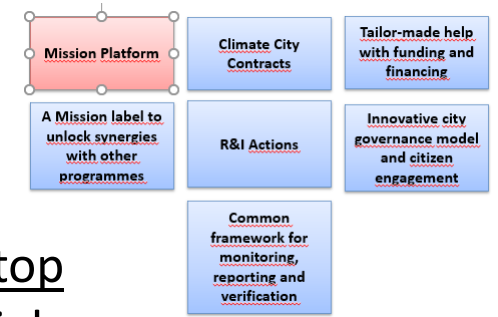 Mission Platform
Climate City
Contracts
Tailor-made help
with funding and
financing
A Mission label to
unlock synergies
with other
programmes
R&I Actions
Innovative city
governance model
and citizen
engagement
Common
framework for
monitoring,
reporting and
verification
top